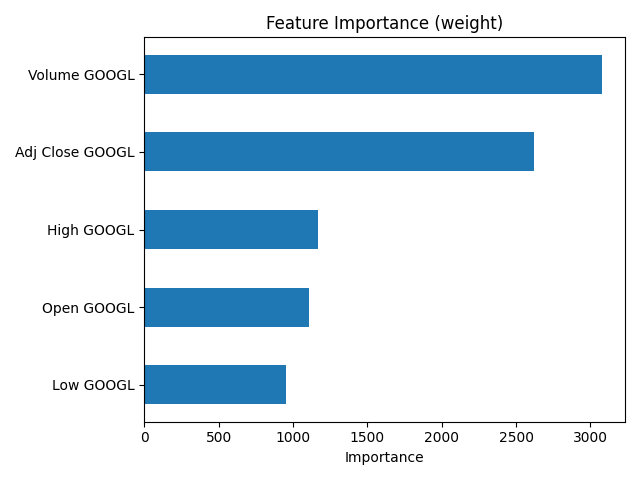 Feature Importance (weight)
Volume GOOGL
Adj Close GOOGL
High GOOGL
Open GOOGL
Low GOOGL
0 500 1000 1500 2000 2500 3000
Importance